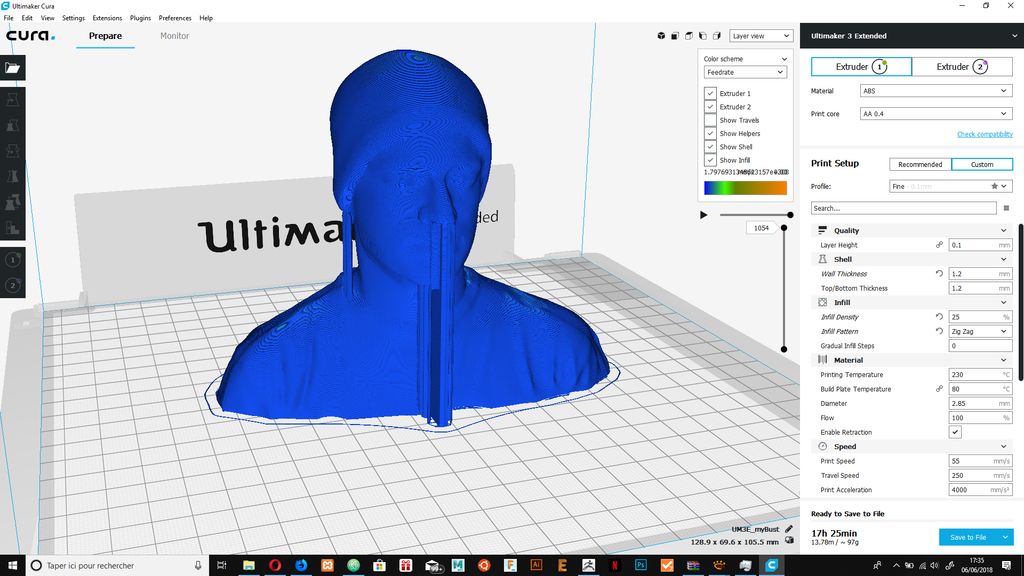 Ultimaker Cura
File Edit View Settings Extensions Plugins Preferences Help
cura. Prepare Monitor
Layer view
Ultimaker 3 Extended
Color scheme
Feedrate
Extruder 1
Extruder 2
Show Travels
Show Helpers
Show Shell
Show Infill
1054
Extruder 1 Extruder 2
Material ABS
Print core AA 0.4
Check compatibility
Print Setup Recommended Custom
Profile: Fine - 0.1mm
Search...
Quality
Layer Height 0.1 mm
Shell
Wall Thickness 1.2 mm
Top/Bottom Thickness 1.2 mm
Infill
Infill Density 25 %
Infill Pattern Zig Zag
Gradual Infill Steps 0
Material
Printing Temperature 230 °C
Build Plate Temperature 80 °C
Diameter 2.85 mm
Flow 100 %
Enable Retraction
Speed
Print Speed 55 mm/s
Travel Speed 250 mm/s
Print Acceleration 4000 mm/s²
1
2
Ultima
ded
UM3E_myBust
128.9 x 69.6 x 105.5 mm
Ready to Save to File
17h 25min
13.78m / ~ 97g
Save to File
Taper ici pour rechercher
99+
Ai
Ps
17:35
06/06/2018